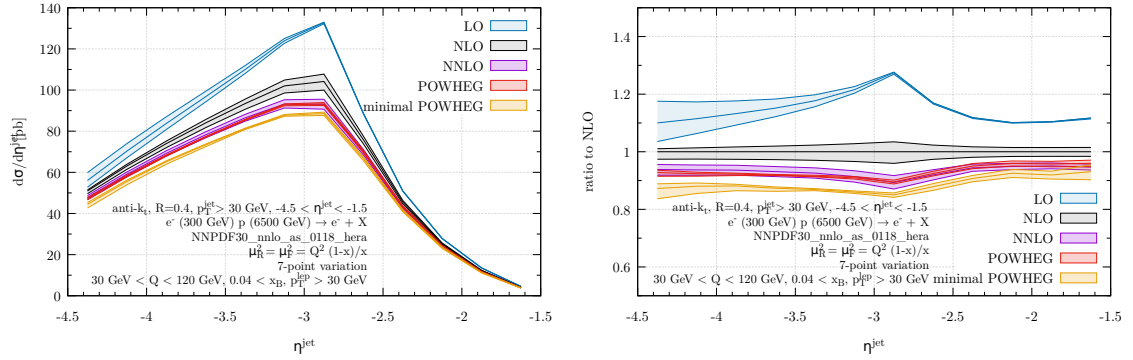 140
120
100
80
60
40
20
0
-4.5 -4 -3.5 -3 -2.5 -2 -1.5
dσ/dη^jet[pb]
η^jet
LO
NLO
NNLO
POWHEG
minimal POWHEG
anti-k_t, R=0.4, p_T^jet> 30 GeV, -4.5 < η^jet < -1.5
e^- (300 GeV) p (6500 GeV) → e^- + X
NNPDF30_nnlo_as_0118_hera
μ_R^2 = μ_F^2 = Q^2 (1-x)/x
7-point variation
30 GeV < Q < 120 GeV, 0.04 < x_B, p_T^lep > 30 GeV
1.4
1.2
1
0.8
0.6
-4.5 -4 -3.5 -3 -2.5 -2 -1.5
ratio to NLO
η^jet
anti-k_t, R=0.4, p_T^jet> 30 GeV, -4.5 < η^jet < -1.5
e^- (300 GeV) p (6500 GeV) → e^- + X
NNPDF30_nnlo_as_0118_hera
μ_R^2 = μ_F^2 = Q^2 (1-x)/x
7-point variation
30 GeV < Q < 120 GeV, 0.04 < x_B, p_T^lep > 30 GeV
LO
NLO
NNLO
POWHEG
minimal POWHEG